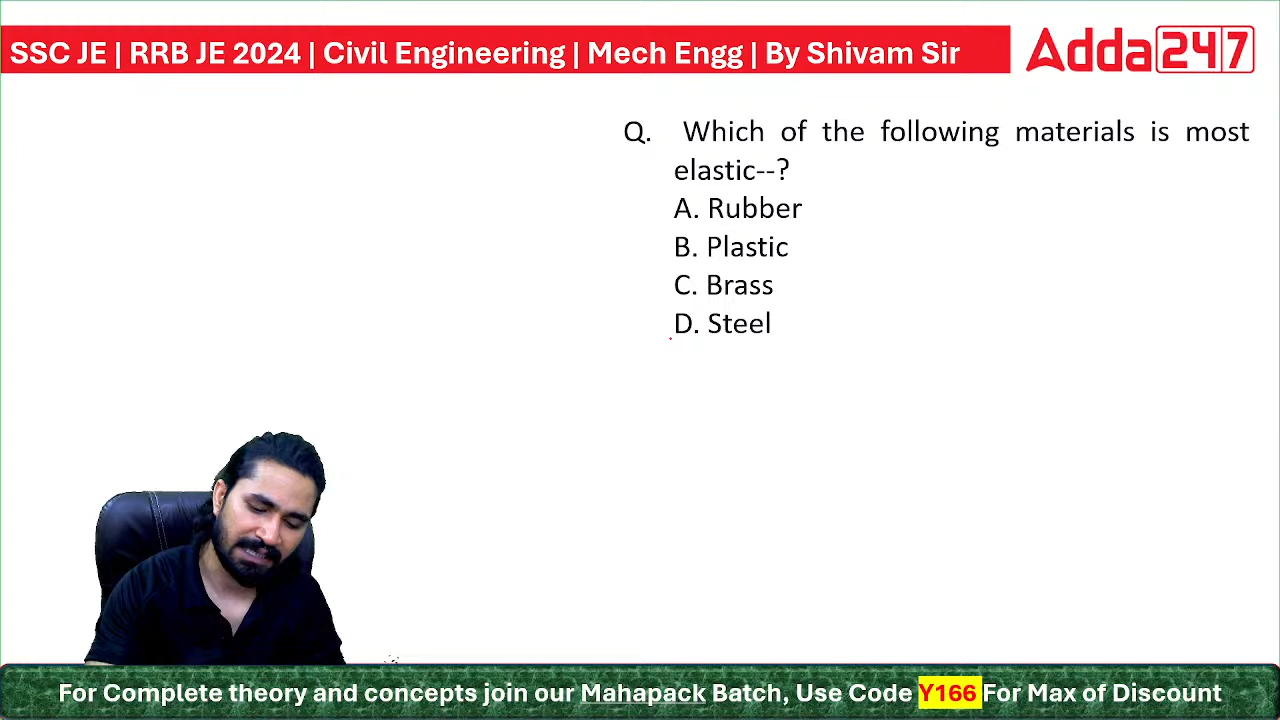 SSC JE | RRB JE 2024 | Civil Engineering | Mech Engg | By Shivam Sir
Adda247
Q. Which of the following materials is most
elastic--?
A. Rubber
B. Plastic
C. Brass
D. Steel
For Complete theory and concepts join our Mahapack Batch, Use Code Y166 For Max of Discount